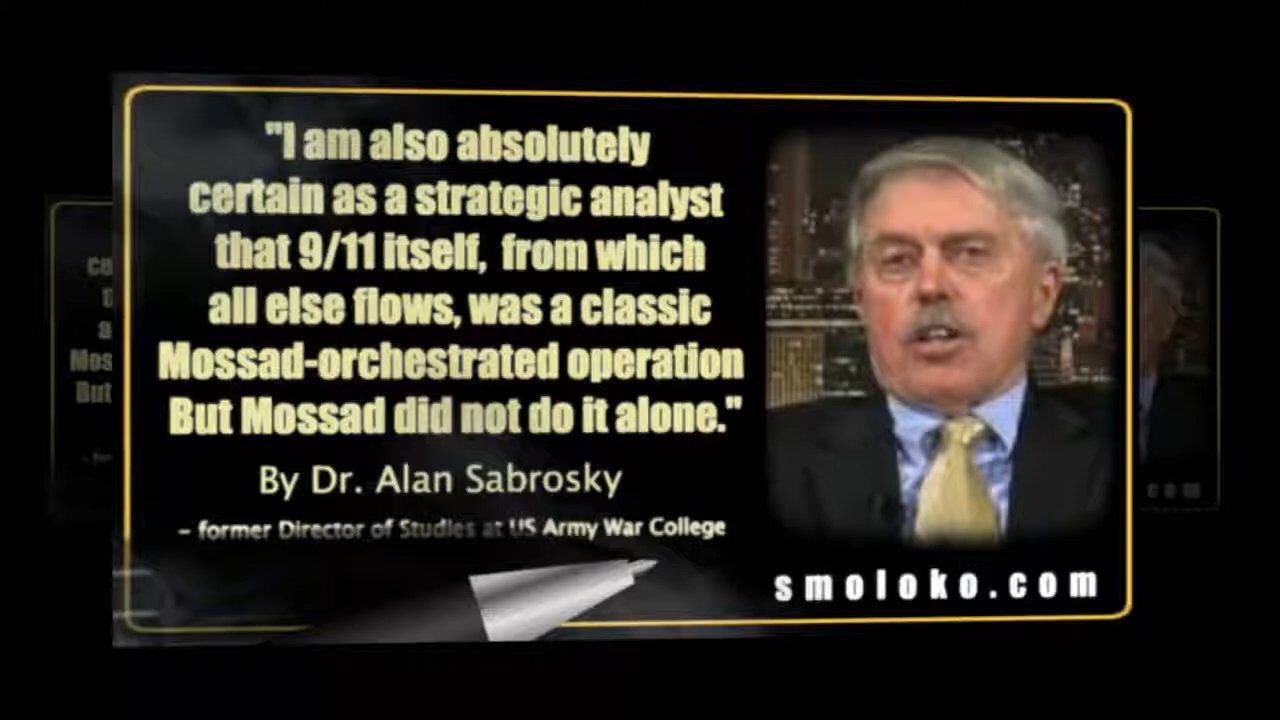 "I am also absolutely
certain as a strategic analyst
that 9/11 itself, from which
all else flows, was a classic
Mossad-orchestrated operation
But Mossad did not do it alone."
By Dr. Alan Sabrosky
- former Director of Studies at US Army War College
smoloko.com